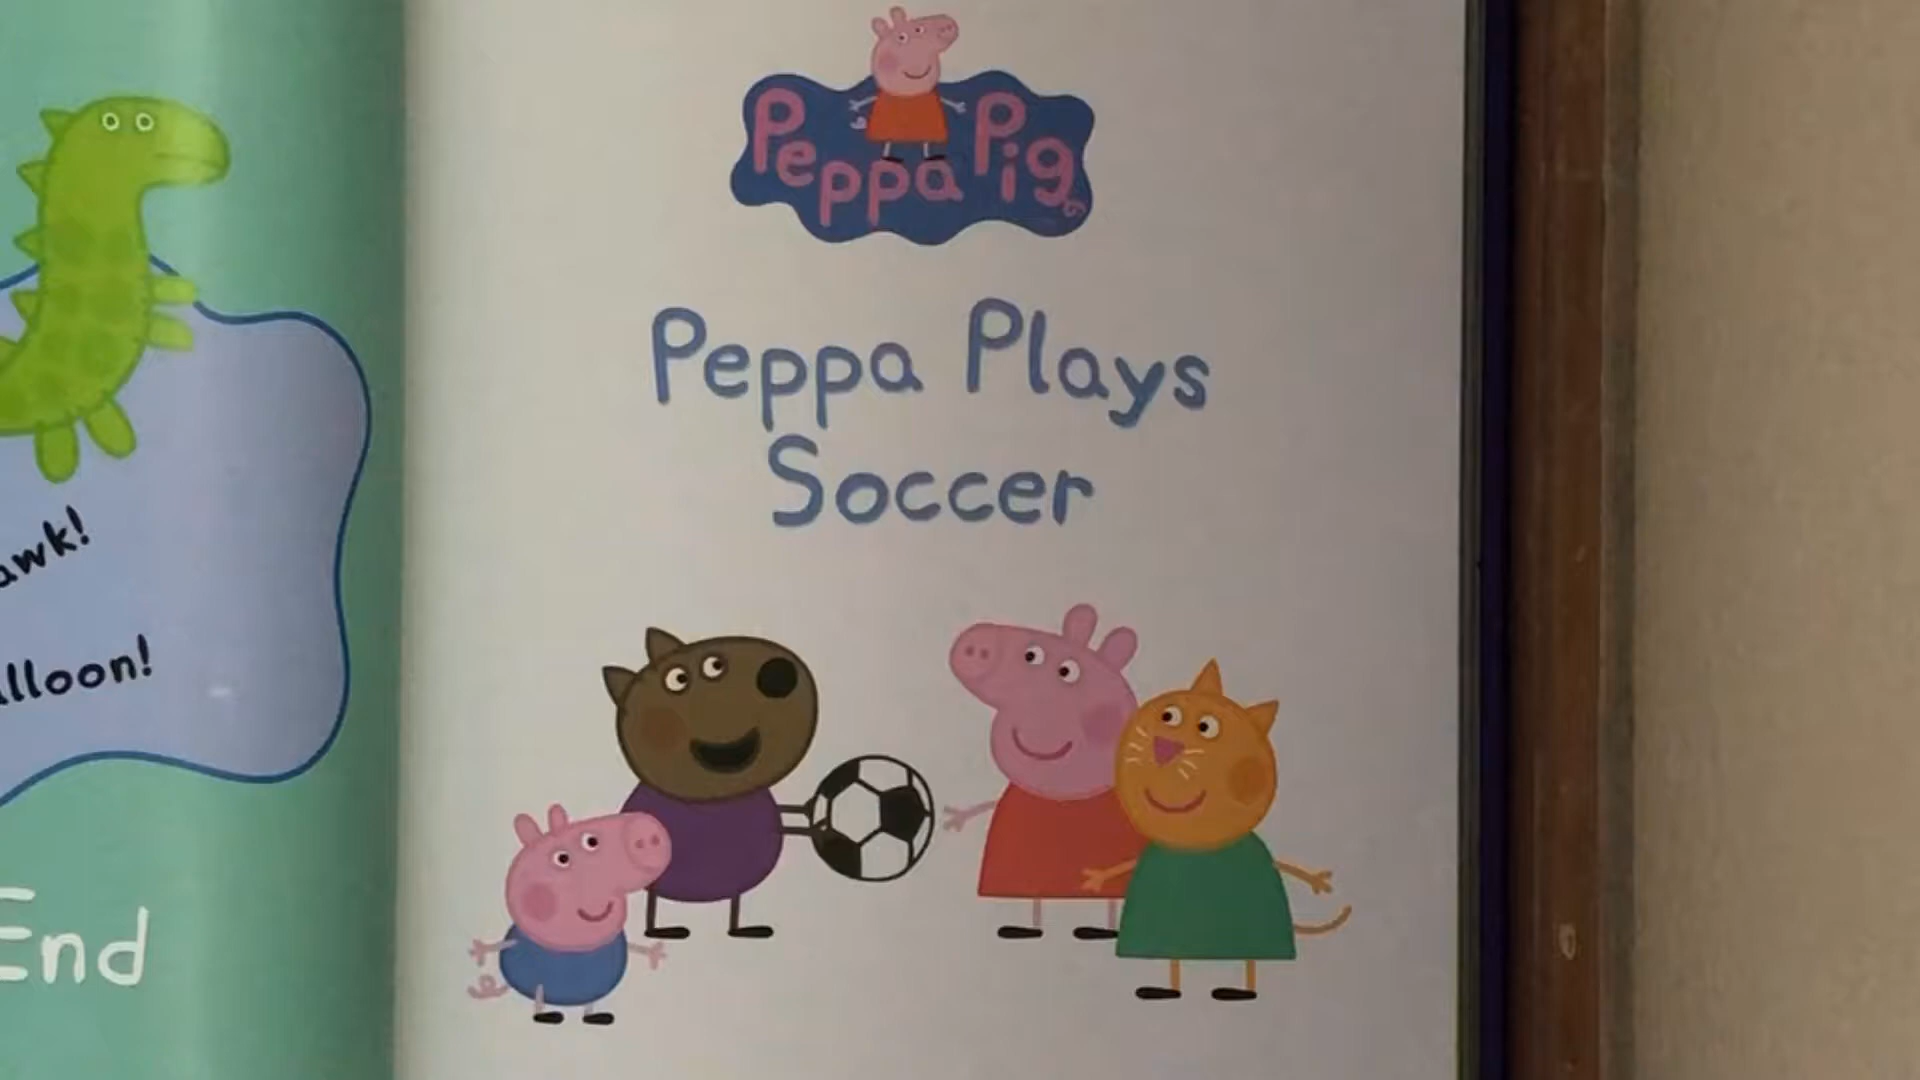 awk!
alloon!
End
Peppa Pig
Peppa Plays
Soccer